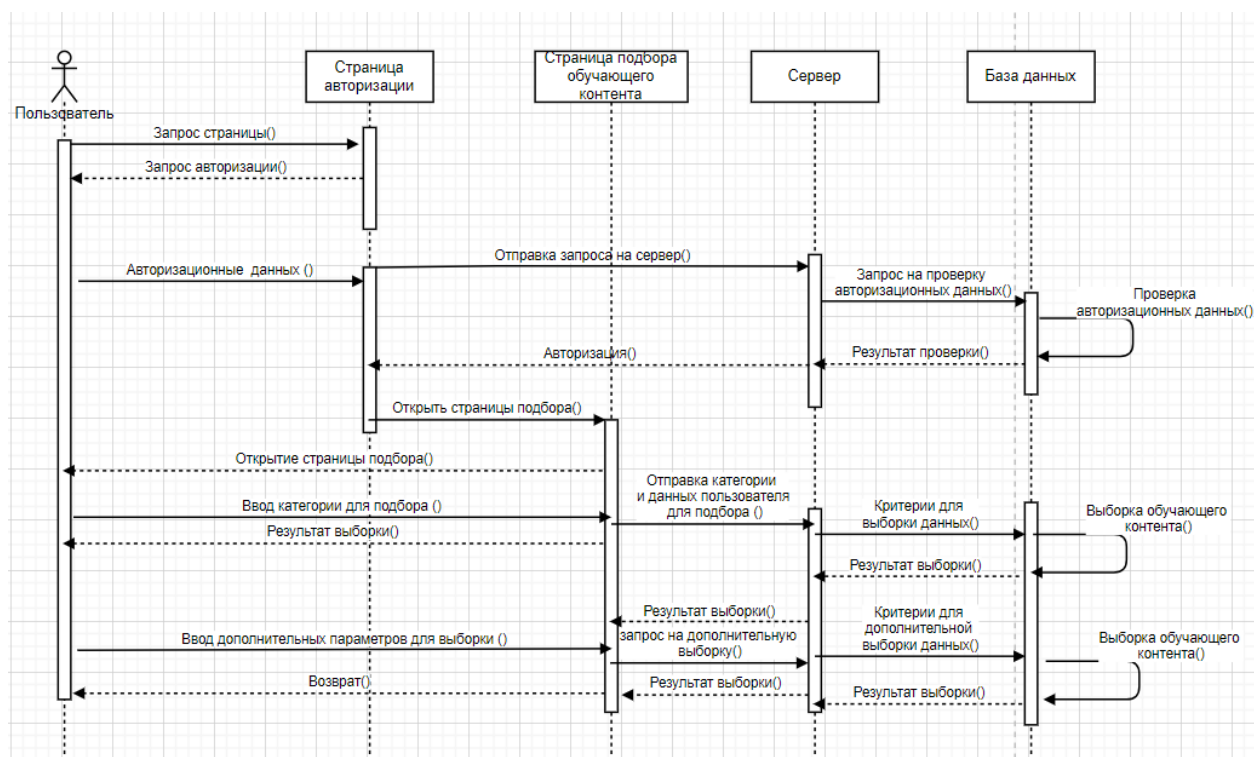 Страница
авторизации
Страница подбора
обучающего
контента
Сервер
База данных
Пользователь
Запрос страницы()
Запрос авторизации()
Отправка запроса на сервер()
Авторизационные данных ()
Запрос на проверку
авторизационных данных()
Проверка
авторизационных данных()
Авторизация()
Результат проверки()
Открыть страницы подбора()
Открытие страницы подбора()
Отправка категории
и данных пользователя
для подбора ()
Ввод категории для подбора ()
Критерии для
выборки данных()
Выборка обучающего
контента()
Результат выборки()
Результат выборки()
Результат выборки()
Ввод дополнительных параметров для выборки ()
запрос на дополнительную
выборку()
Критерии для
дополнительной
выборки данных()
Выборка обучающего
контента()
Возврат()
Результат выборки()
Результат выборки()